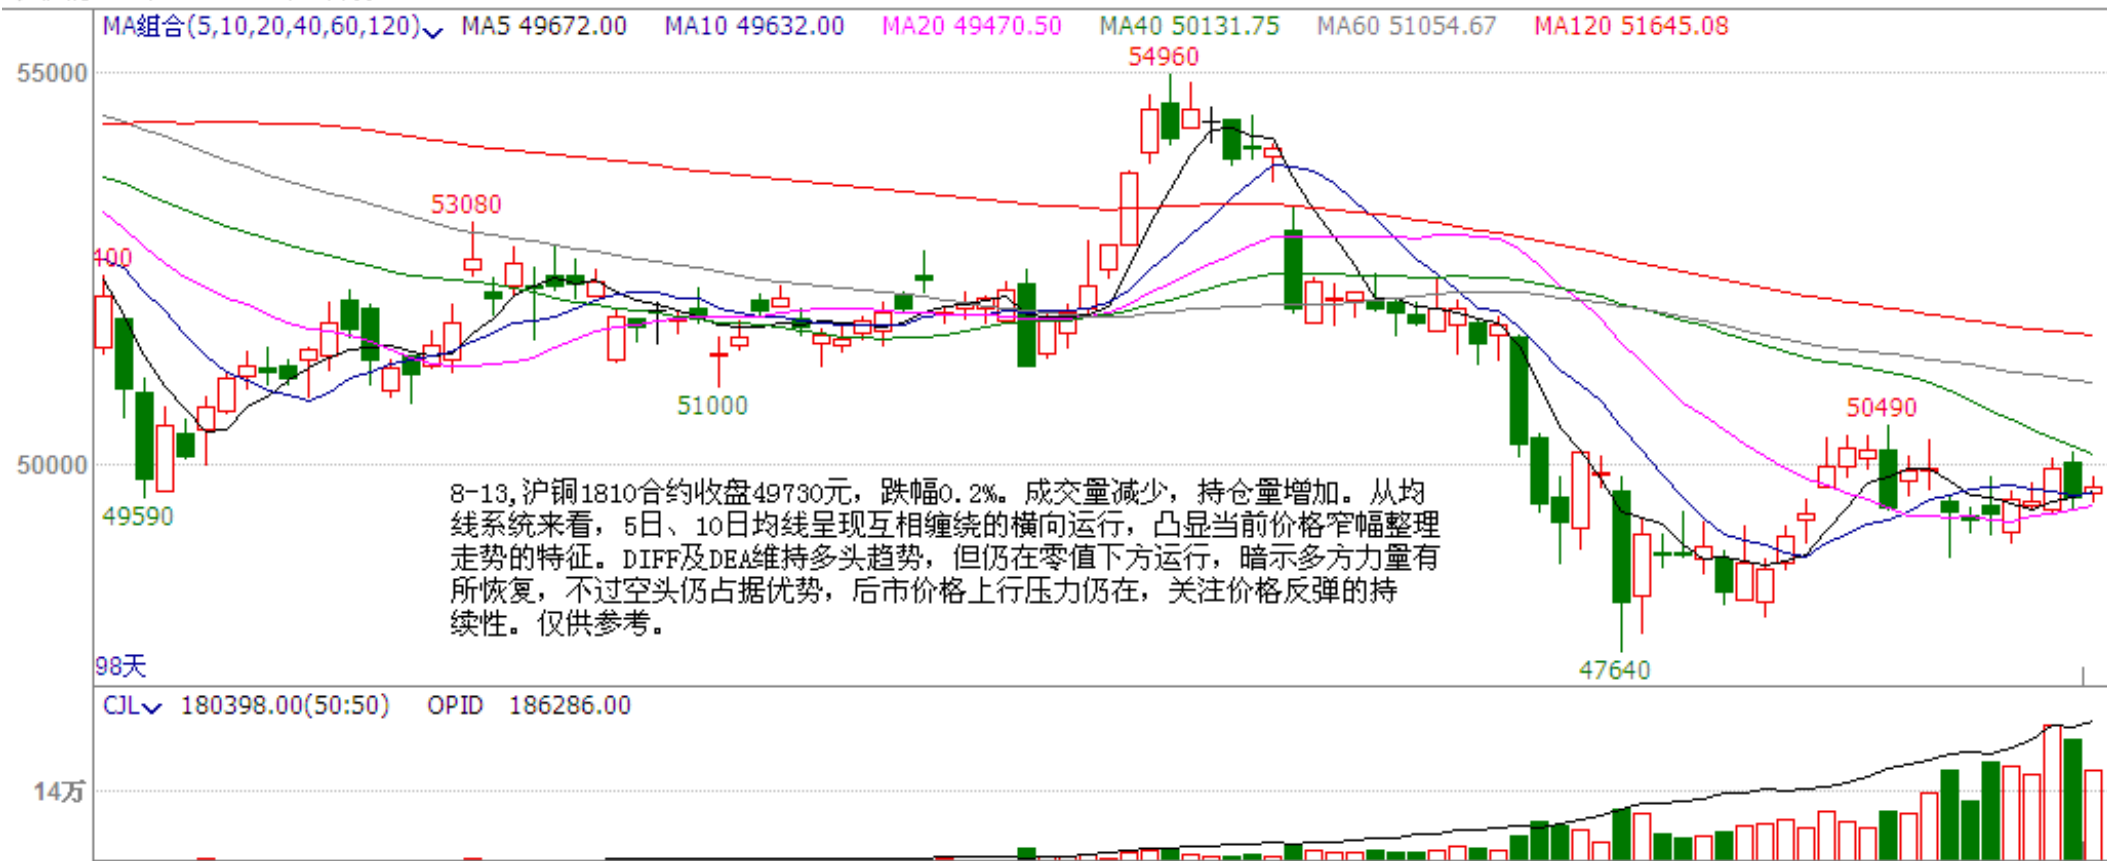 MA组合(5,10,20,40,60,120) MA5 49672.00 MA10 49632.00 MA20 49470.50 MA40 50131.75 MA60 51054.67 MA120 51645.08
54960
55000
53080
400
50490
51000
50000
49590
8-13,沪铜1810合约收盘49730元，跌幅0.2%。成交量减少，持仓量增加。从均
线系统来看，5日、10日均线呈现互相缠绕的横向运行，凸显当前价格窄幅整理
走势的特征。DIFF及DEA维持多头趋势，但仍在零值下方运行，暗示多方力量有
所恢复，不过空头仍占据优势，后市价格上行压力仍在，关注价格反弹的持
续性。仅供参考。
98天
47640
CJL 180398.00(50:50) OPID 186286.00
14万